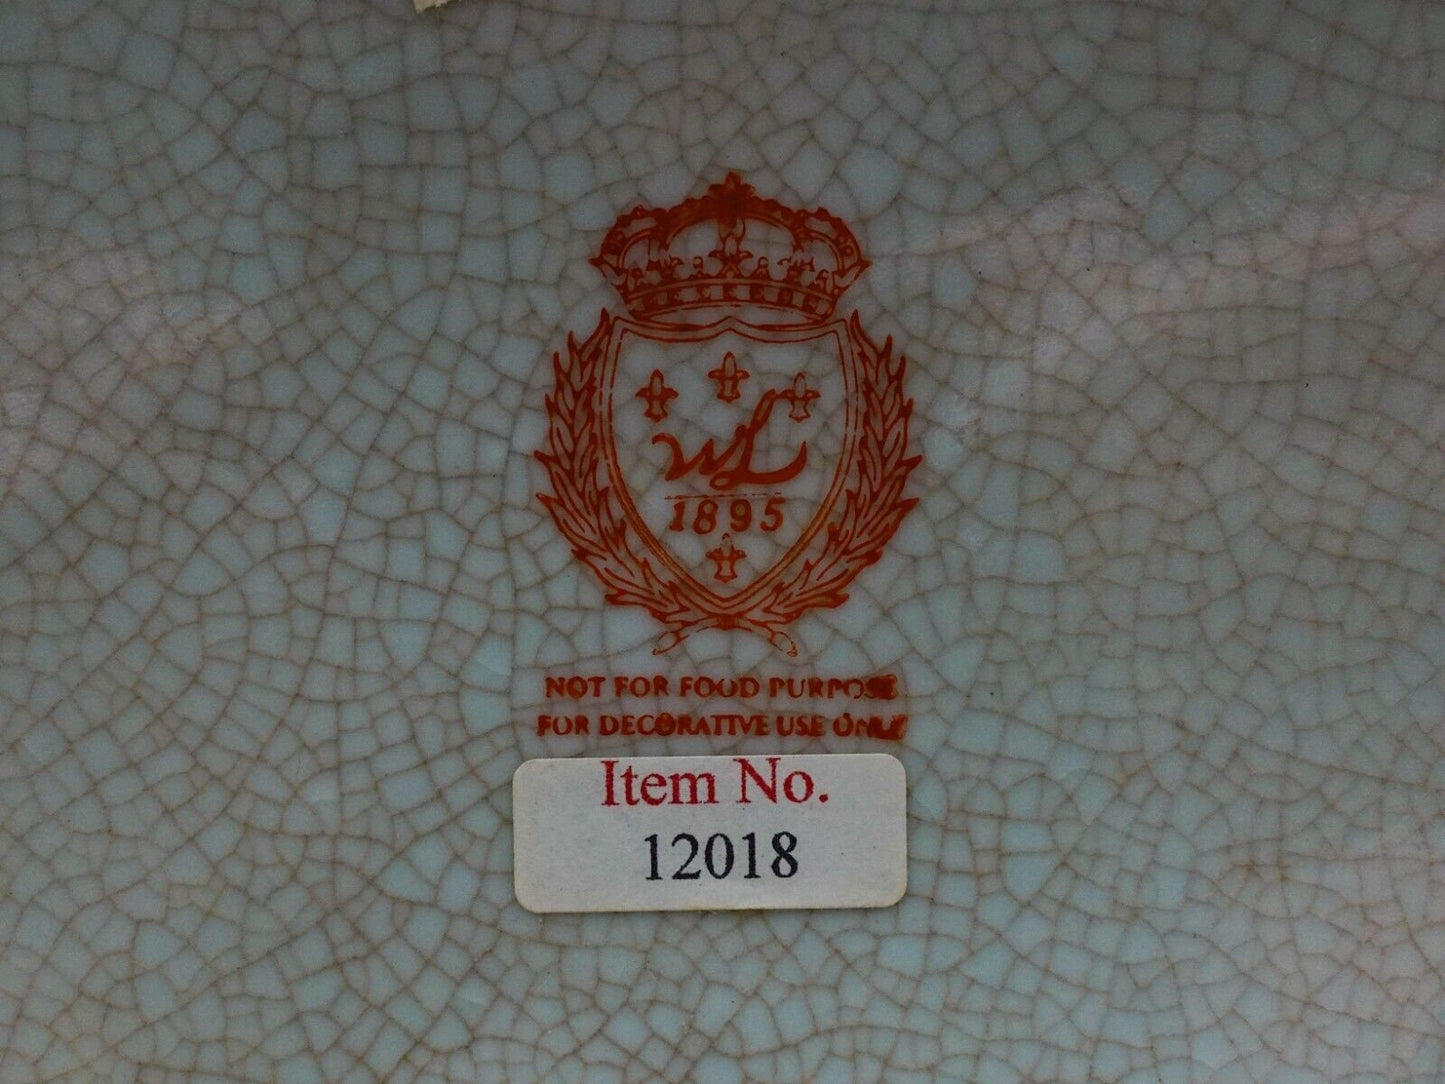 WL
1895
NOT FOR FOOD PURPOSE
FOR DECORATIVE USE ONLY
Item No.
12018